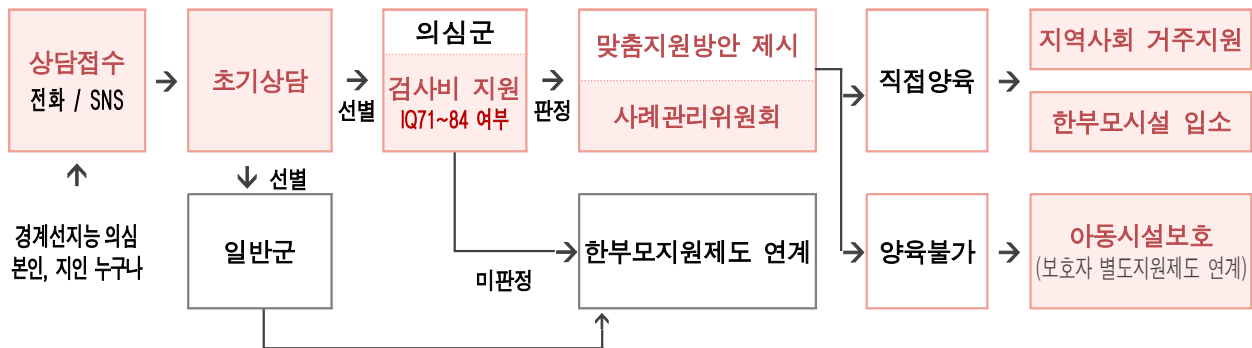 상담접수
전화 / SNS
경계선지능 의심
본인, 지인 누구나
초기상담
선별
선별
일반군
의심군
검사비 지원
IQ71~84 여부
판정
미판정
맞춤지원방안 제시
사례관리위원회
한부모지원제도 연계
직접양육
지역사회 거주지원
한부모시설 입소
양육불가
아동시설보호
(보호자 별도지원제도 연계)